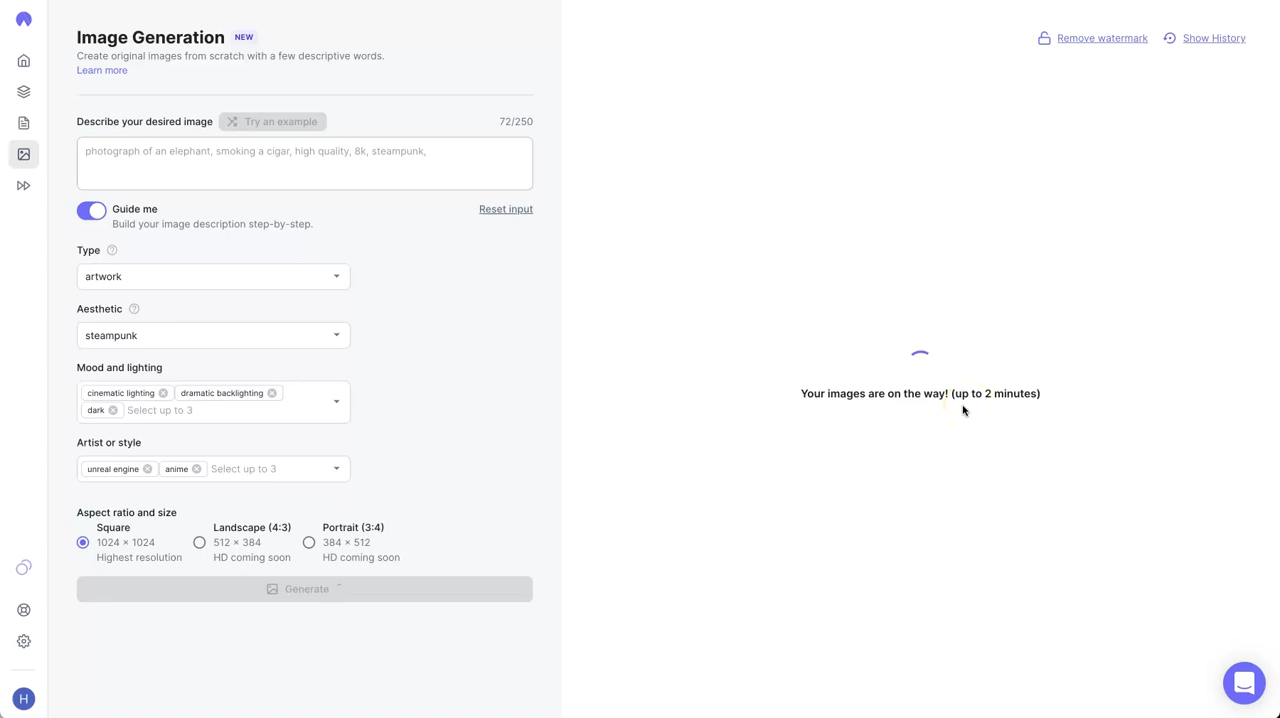 Image Generation NEW
Create original images from scratch with a few descriptive words.
Learn more
Remove watermark
Show History
Describe your desired image
Try an example
72/250
photograph of an elephant, smoking a cigar, high quality, 8k, steampunk,
Guide me
Reset input
Build your image description step-by-step.
Type
artwork
Aesthetic
steampunk
Mood and lighting
cinematic lighting dramatic backlighting
dark Select up to 3
Artist or style
unreal engine anime Select up to 3
Aspect ratio and size
Square Landscape (4:3) Portrait (3:4)
1024 × 1024 512 × 384 384 × 512
Highest resolution HD coming soon HD coming soon
Generate
Your images are on the way! (up to 2 minutes)
H